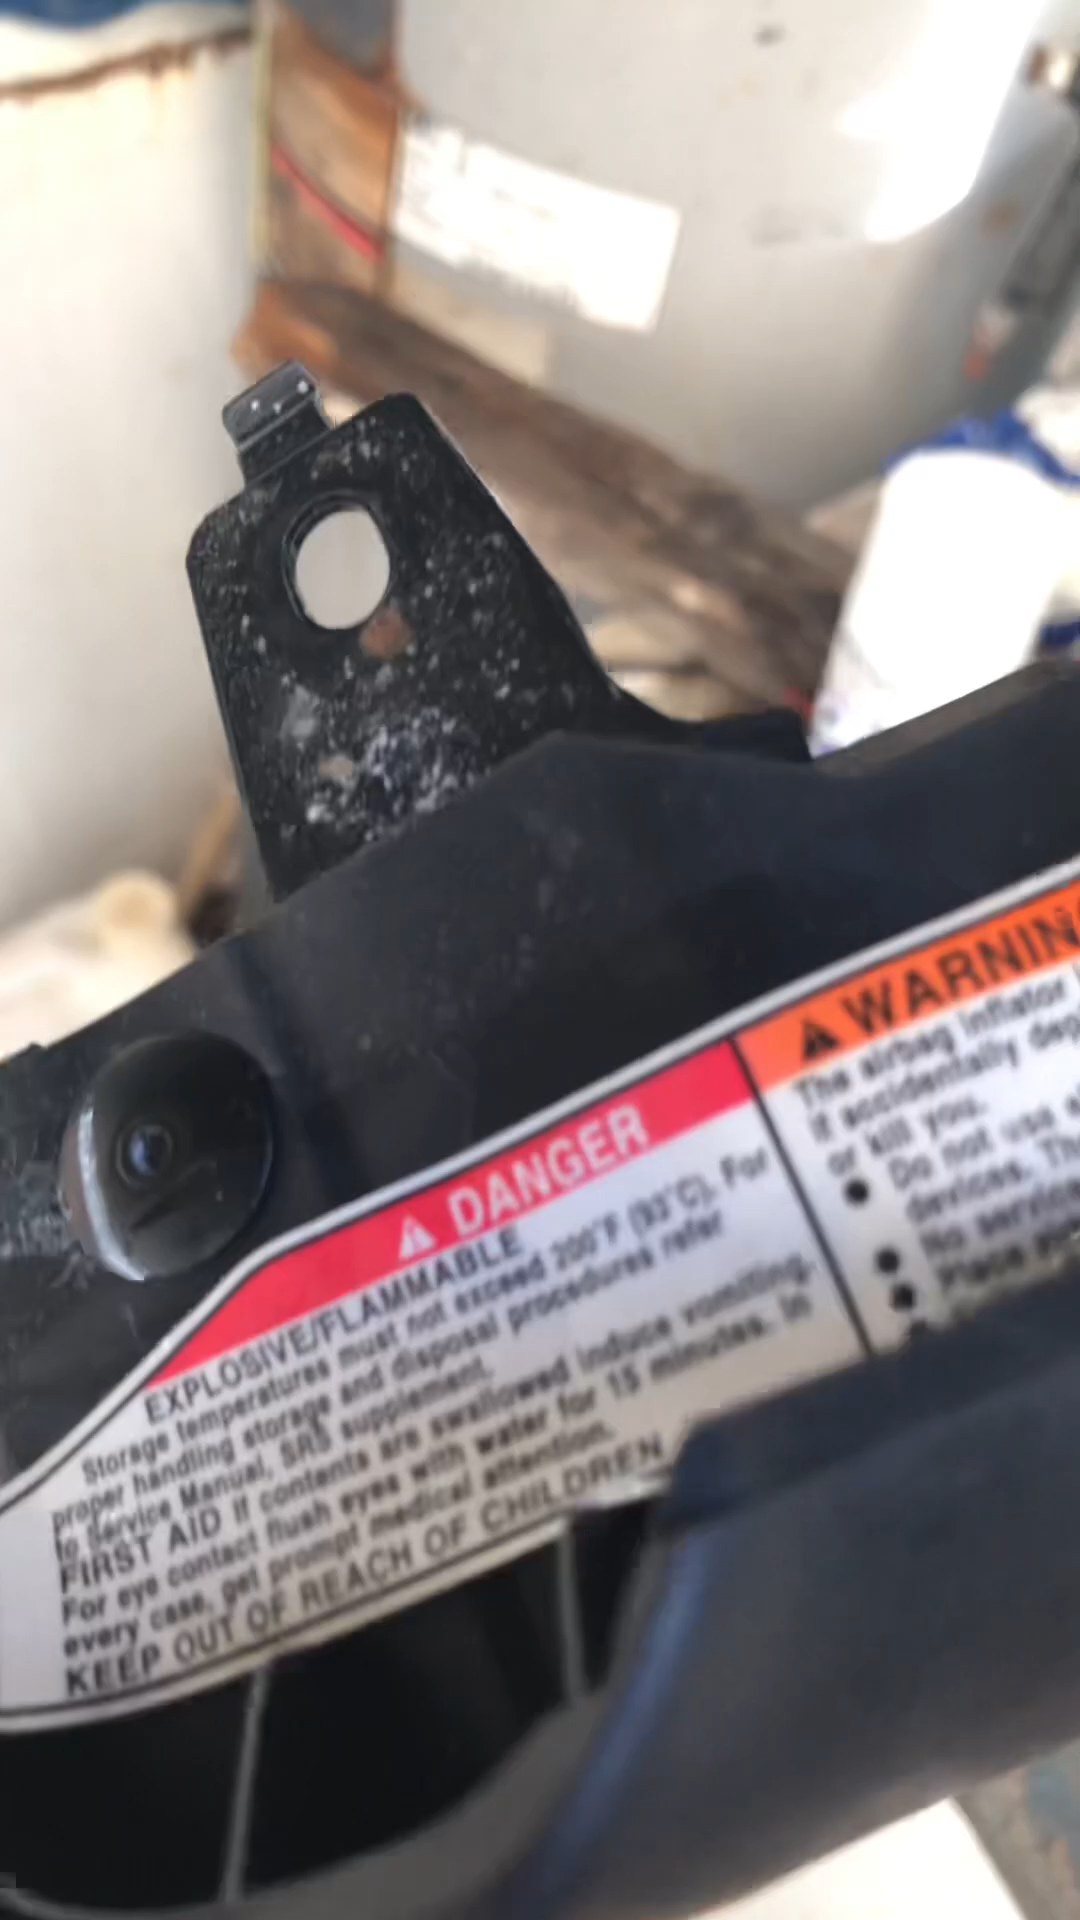 DANGER
EXPLOSIVE/FLAMMABLE
Storage temperatures must not exceed 200°F (93°C). For
proper handling storage and disposal procedures refer
to Service Manual, SRS supplement.
FIRST AID If contents are swallowed induce vomiting.
For eye contact flush eyes with water for 15 minutes. In
every case, get prompt medical attention.
KEEP OUT OF REACH OF CHILDREN
WARNING
The airbag inflator
if accidentally
or kill you.
● Do not use
devices.
● No
● Place